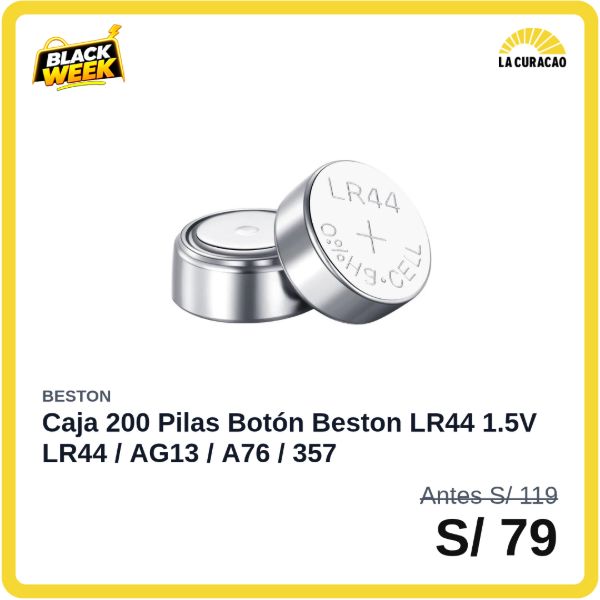 BLACK
WEEK
LA CURACAO
LR44
+
0%Hg·CELL
BESTON
Caja 200 Pilas Botón Beston LR44 1.5V
LR44 / AG13 / A76 / 357
Antes S/ 119
S/ 79